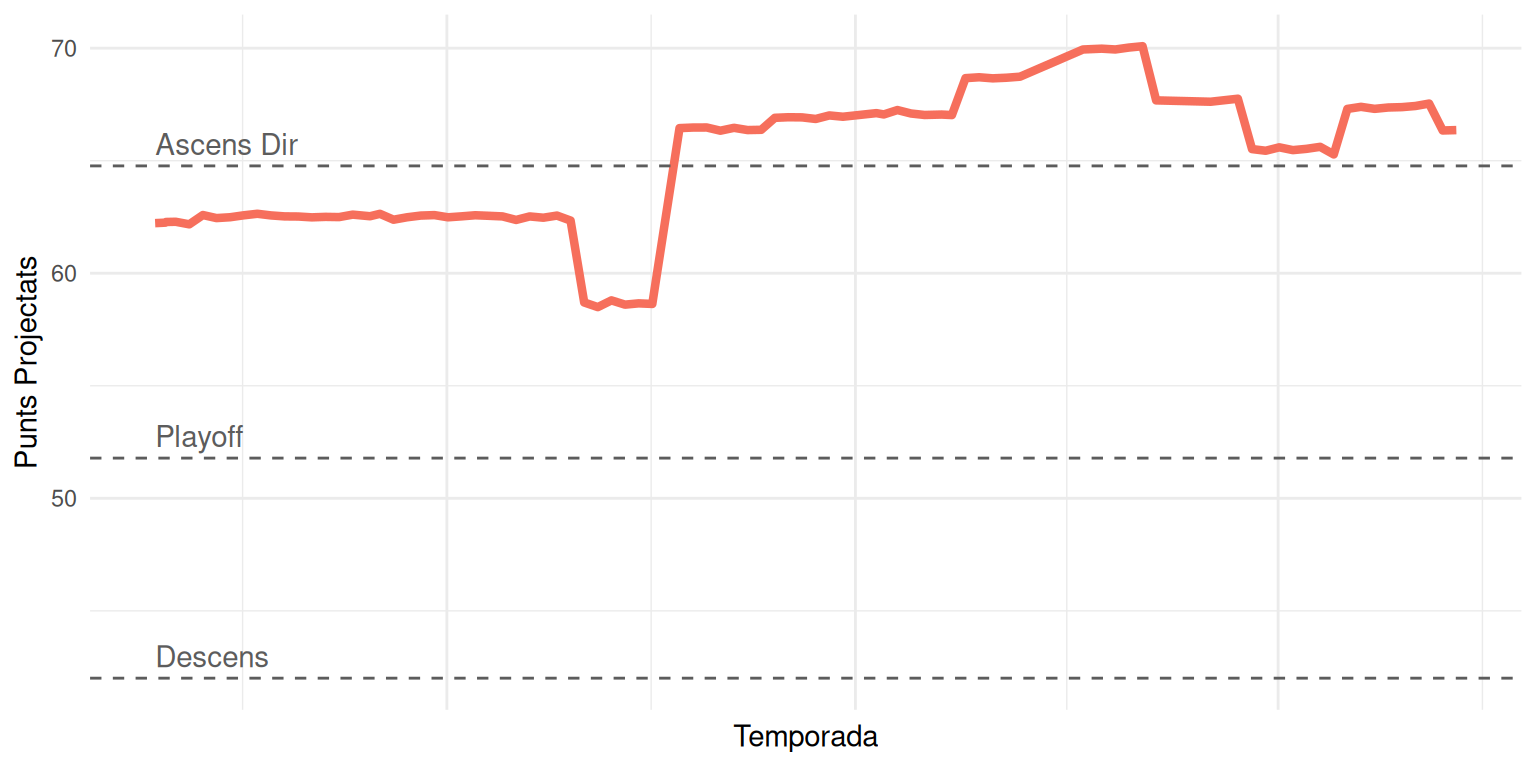 70
Ascens Dir
60
Punts Projectats
Playoff
50
Descens
Temporada